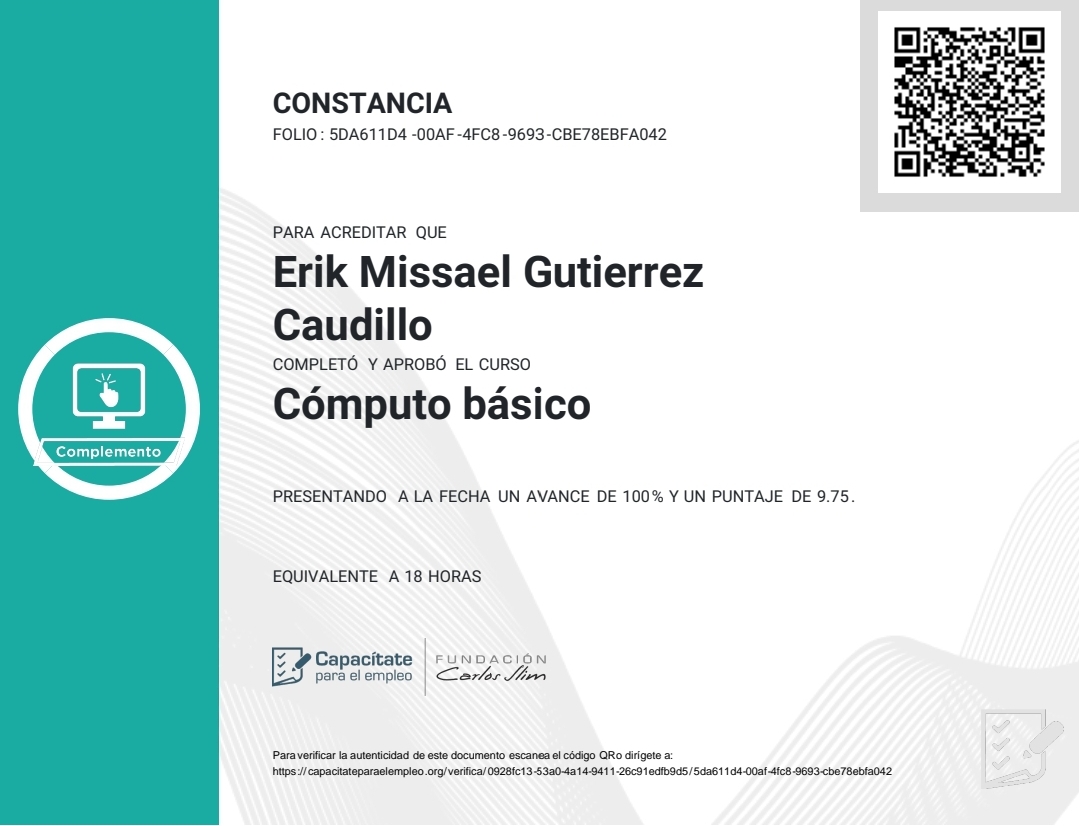 CONSTANCIA
FOLIO : 5DA611D4 -00AF-4FC8-9693-CBE78EBFA042
PARA ACREDITAR QUE
Erik Missael Gutierrez
Caudillo
COMPLETÓ Y APROBÓ EL CURSO
Cómputo básico
Complemento
PRESENTANDO A LA FECHA UN AVANCE DE 100% Y UN PUNTAJE DE 9.75.
EQUIVALENTE A 18 HORAS
Capacítate
para el empleo
FUNDACIÓN
Carlos Slim
Para verificar la autenticidad de este documento escanea el código QR o dirígete a:
https://capacitateparaelempleo.org/verifica/0928fc13-53a0-4a14-9411-26c91edfb9d5/5da611d4-00af-4fc8-9693-cbe78ebfa042